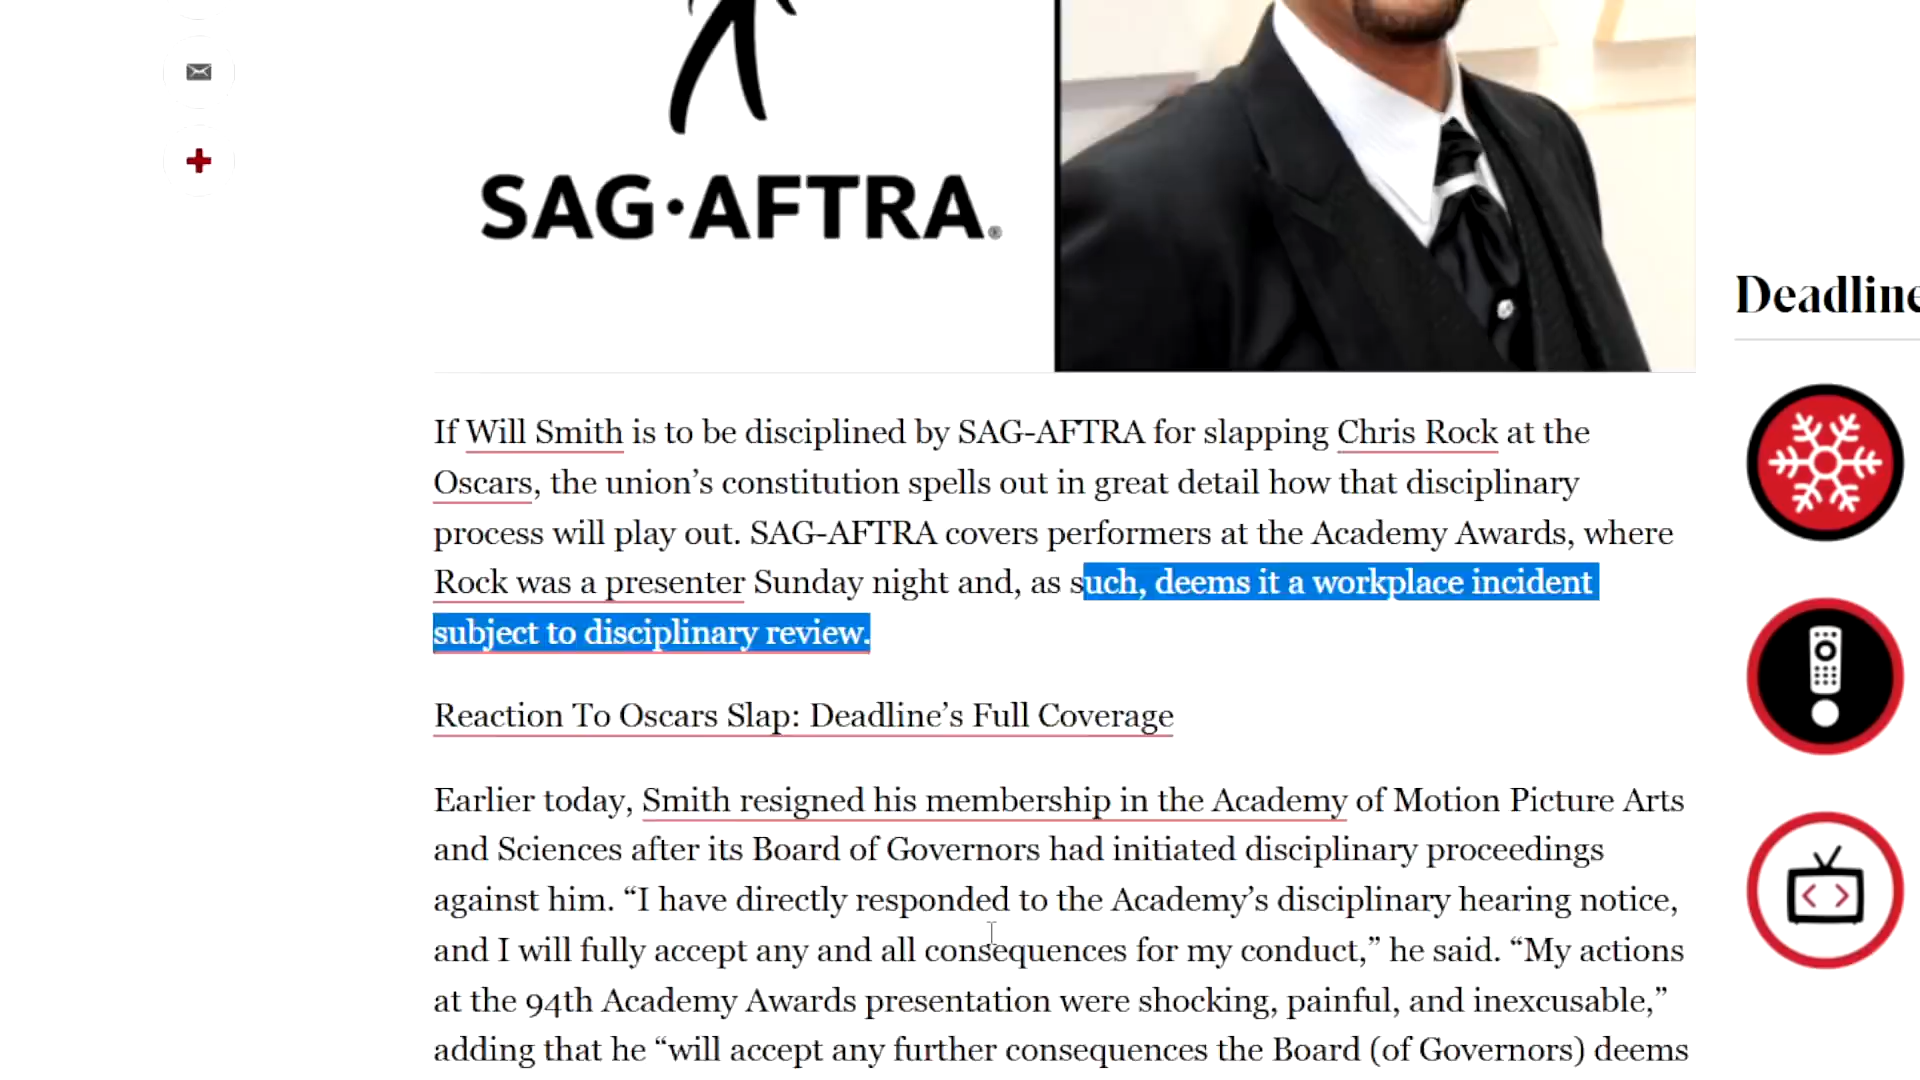 SAG·AFTRA®
Deadline
If Will Smith is to be disciplined by SAG-AFTRA for slapping Chris Rock at the
Oscars, the union’s constitution spells out in great detail how that disciplinary
process will play out. SAG-AFTRA covers performers at the Academy Awards, where
Rock was a presenter Sunday night and, as such, deems it a workplace incident
subject to disciplinary review.
Reaction To Oscars Slap: Deadline’s Full Coverage
Earlier today, Smith resigned his membership in the Academy of Motion Picture Arts
and Sciences after its Board of Governors had initiated disciplinary proceedings
against him. “I have directly responded to the Academy’s disciplinary hearing notice,
and I will fully accept any and all consequences for my conduct,” he said. “My actions
at the 94th Academy Awards presentation were shocking, painful, and inexcusable,”
adding that he “will accept any further consequences the Board (of Governors) deems